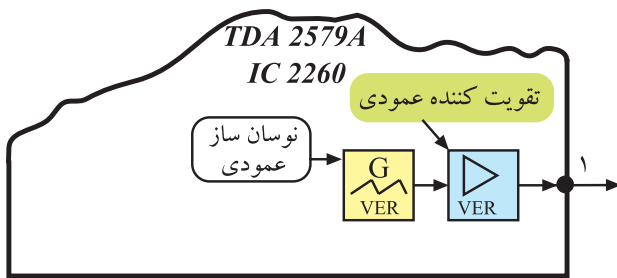 TDA 2579A
IC 2260
تقویت کننده عمودی
نوسان ساز
عمودی
G
VER
VER
۱